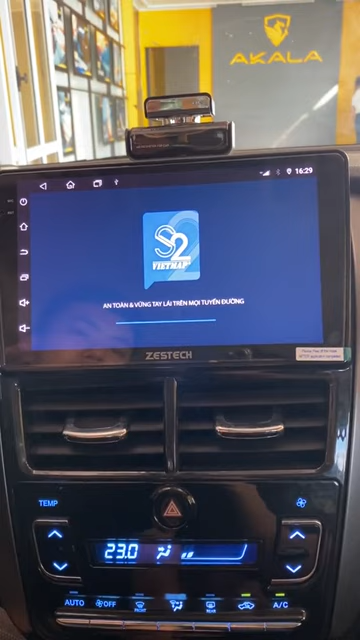 AKALA
16:29
S2
VIETMAP
AN TOÀN & VỮNG TAY LÁI TRÊN MỌI TUYẾN ĐƯỜNG
ZESTECH
TEMP
23.0
AUTO OFF REAR A/C